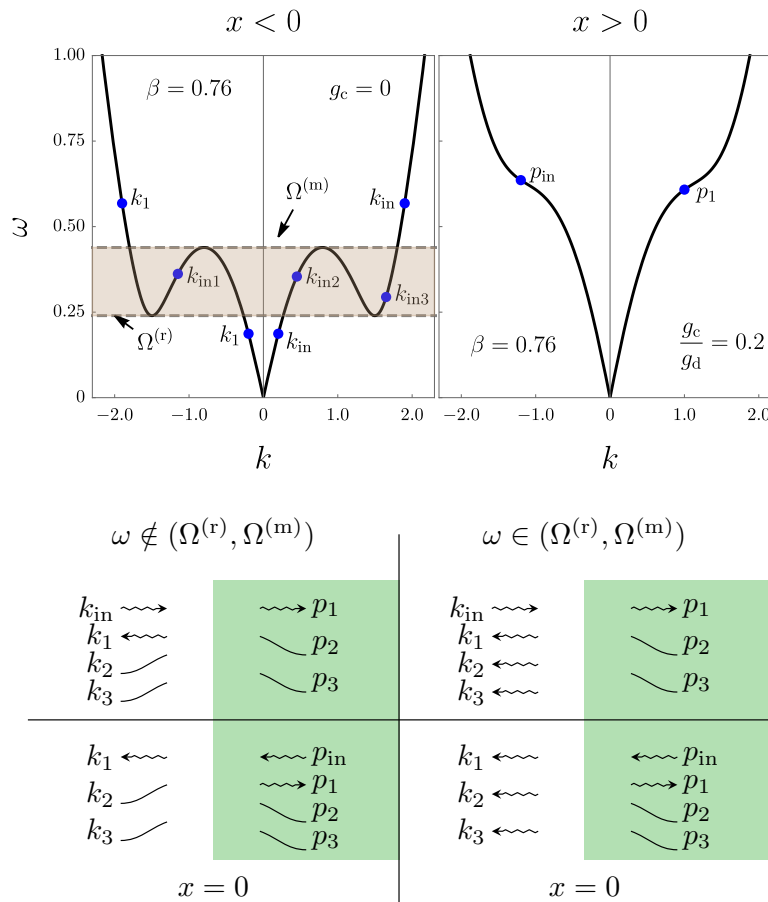 x < 0
x > 0
1.00
0.75
0.50
0.25
0
ω
β = 0.76
g_c = 0
k_1
k_in
Ω^(m)
k_in1
k_in2
k_in3
Ω^(r)
k_1
k_in
p_in
p_1
β = 0.76
g_c/g_d = 0.2
−2.0 −1.0 0 1.0 2.0
−2.0 −1.0 0 1.0 2.0
k
k
ω ∉ (Ω^(r), Ω^(m))
ω ∈ (Ω^(r), Ω^(m))
k_in p_1
k_1
k_2 p_2
k_3 p_3
k_in p_1
k_1
k_2 p_2
k_3 p_3
k_1 p_in
p_1
k_2 p_2
k_3 p_3
k_1 p_in
p_1
k_2 p_2
k_3 p_3
x = 0
x = 0